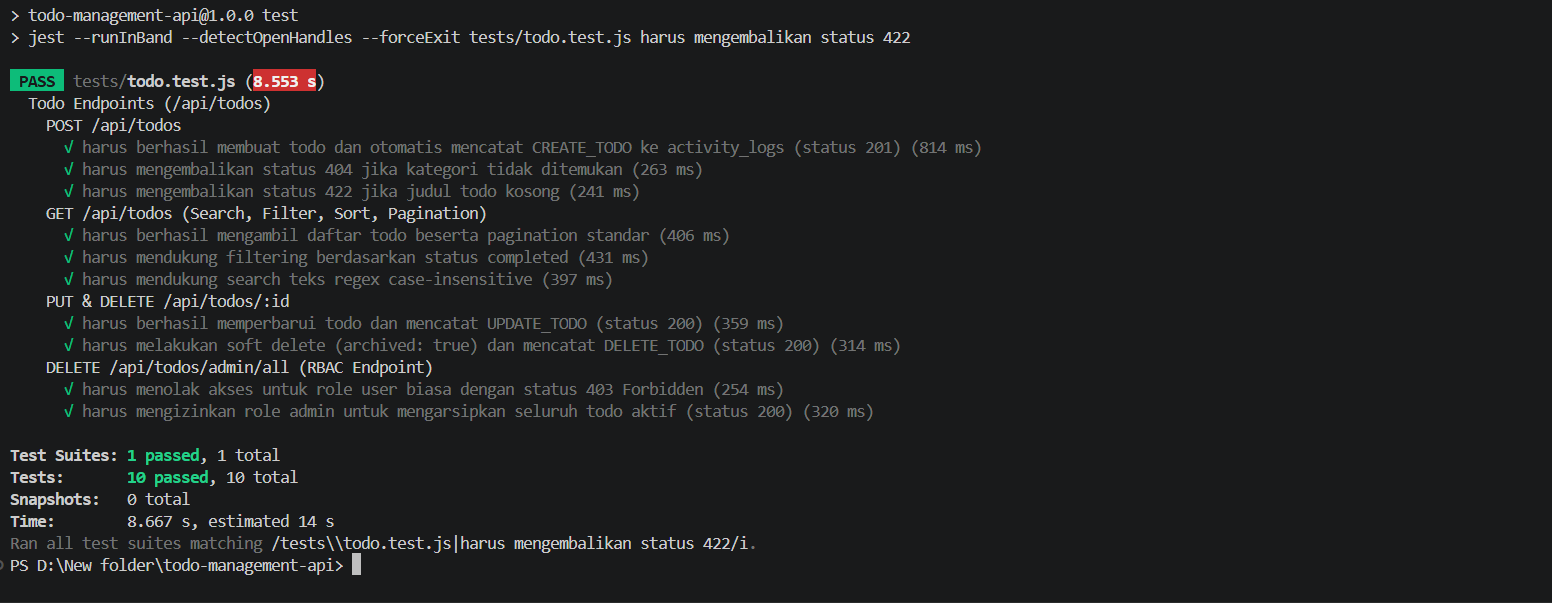 > todo-management-api@1.0.0 test
> jest --runInBand --detectOpenHandles --forceExit tests/todo.test.js harus mengembalikan status 422
PASS tests/todo.test.js (8.553 s)
Todo Endpoints (/api/todos)
POST /api/todos
√ harus berhasil membuat todo dan otomatis mencatat CREATE_TODO ke activity_logs (status 201) (814 ms)
√ harus mengembalikan status 404 jika kategori tidak ditemukan (263 ms)
√ harus mengembalikan status 422 jika judul todo kosong (241 ms)
GET /api/todos (Search, Filter, Sort, Pagination)
√ harus berhasil mengambil daftar todo beserta pagination standar (406 ms)
√ harus mendukung filtering berdasarkan status completed (431 ms)
√ harus mendukung search teks regex case-insensitive (397 ms)
PUT & DELETE /api/todos/:id
√ harus berhasil memperbarui todo dan mencatat UPDATE_TODO (status 200) (359 ms)
√ harus melakukan soft delete (archived: true) dan mencatat DELETE_TODO (status 200) (314 ms)
DELETE /api/todos/admin/all (RBAC Endpoint)
√ harus menolak akses untuk role user biasa dengan status 403 Forbidden (254 ms)
√ harus mengizinkan role admin untuk mengarsipkan seluruh todo aktif (status 200) (320 ms)
Test Suites: 1 passed, 1 total
Tests: 10 passed, 10 total
Snapshots: 0 total
Time: 8.667 s, estimated 14 s
Ran all test suites matching /tests\\todo.test.js|harus mengembalikan status 422/i.
PS D:\New folder\todo-management-api>